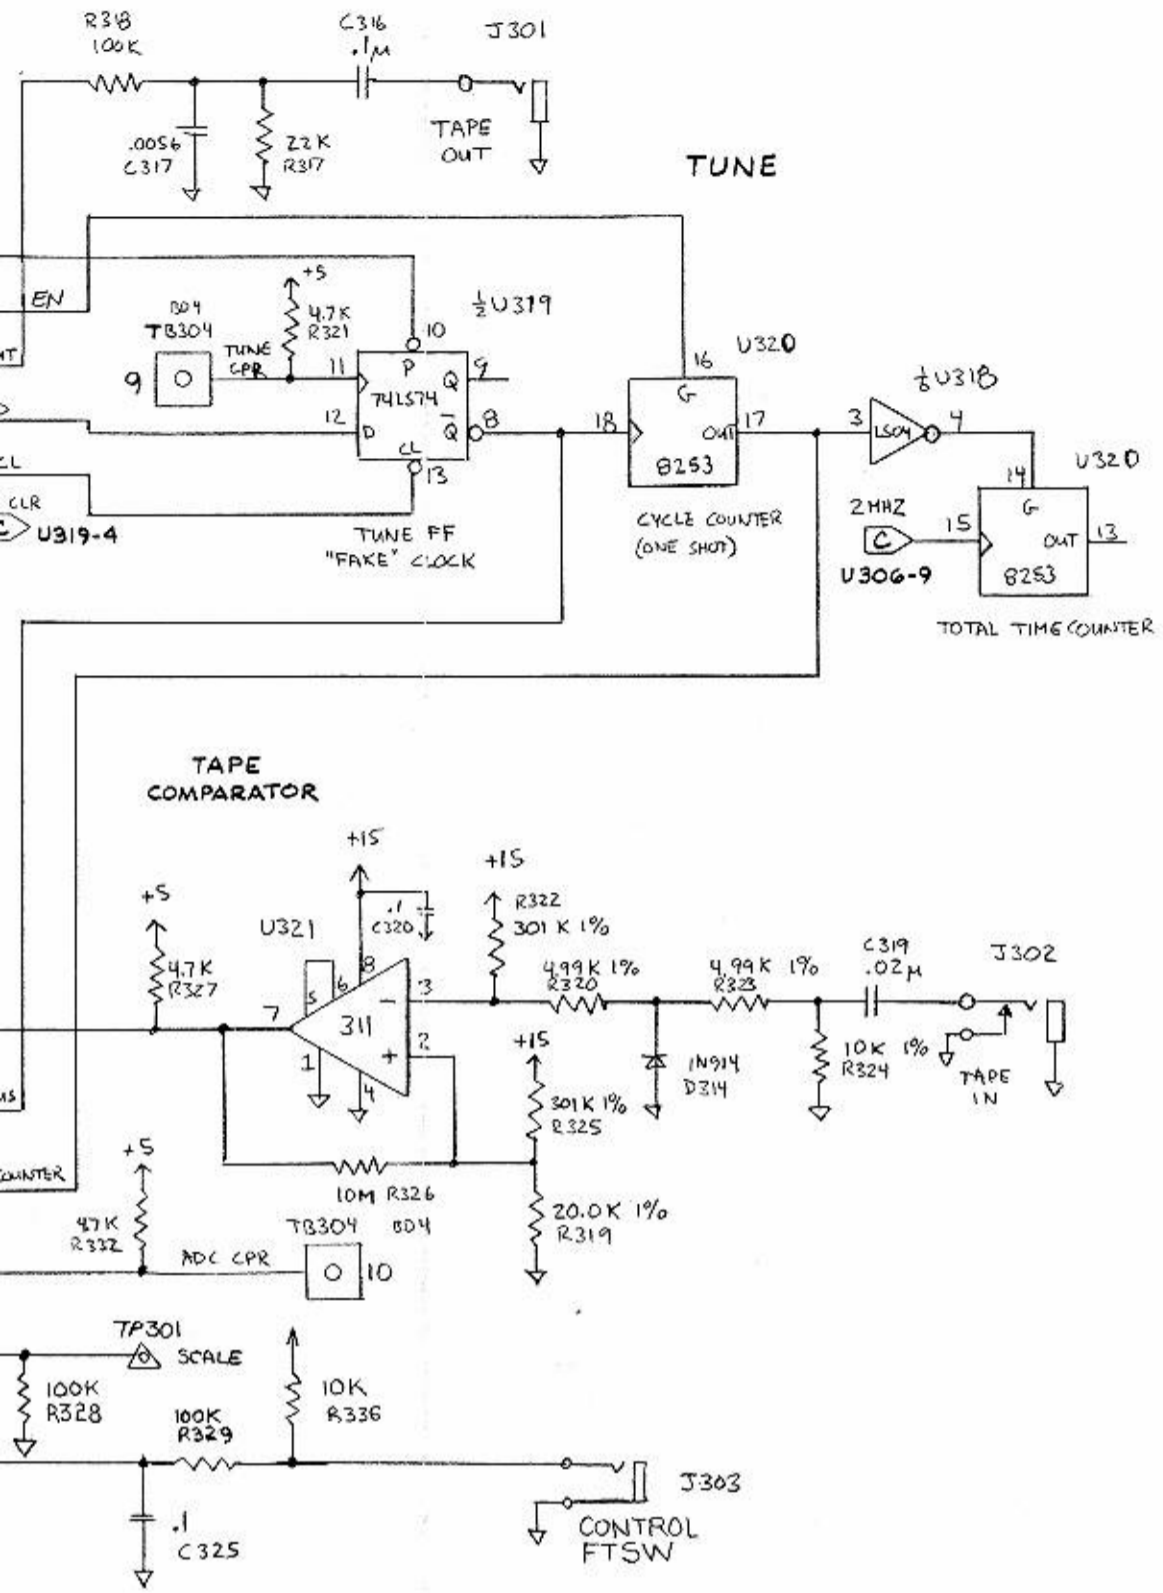 R318
100K
C316
.1µ
J301
.0056
C317
22K
R317
TAPE
OUT
TUNE
EN
BD4
TB304
9
TUNE
CPR
+5
4.7K
R321
½U319
10
11
P
Q
9
74LS74
12
D
Q
8
CL
13
TUNE FF
"FAKE" CLOCK
CL
CLR
C
U319-4
U320
16
G
18
OUT
17
8253
CYCLE COUNTER
(ONE SHOT)
⅙U318
3
LS04
4
U320
14
G
2MHZ
C
15
OUT
13
U306-9
8253
TOTAL TIME COUNTER
TAPE
COMPARATOR
+15
+5
U321
.1
C320
+15
R322
301K 1%
4.7K
R327
5
6
8
7
311
-
3
+
2
1
4
4.99K 1%
R320
4.99K 1%
R323
C319
.02µ
J302
+15
301K 1%
R325
1N914
D314
10K 1%
R324
TAPE
IN
10M R326
20.0K 1%
R319
MS
COUNTER
+5
47K
R332
ADC CPR
TB304 BD4
10
TP301
SCALE
100K
R328
100K
R329
10K
R336
.1
C325
J303
CONTROL
FTSW